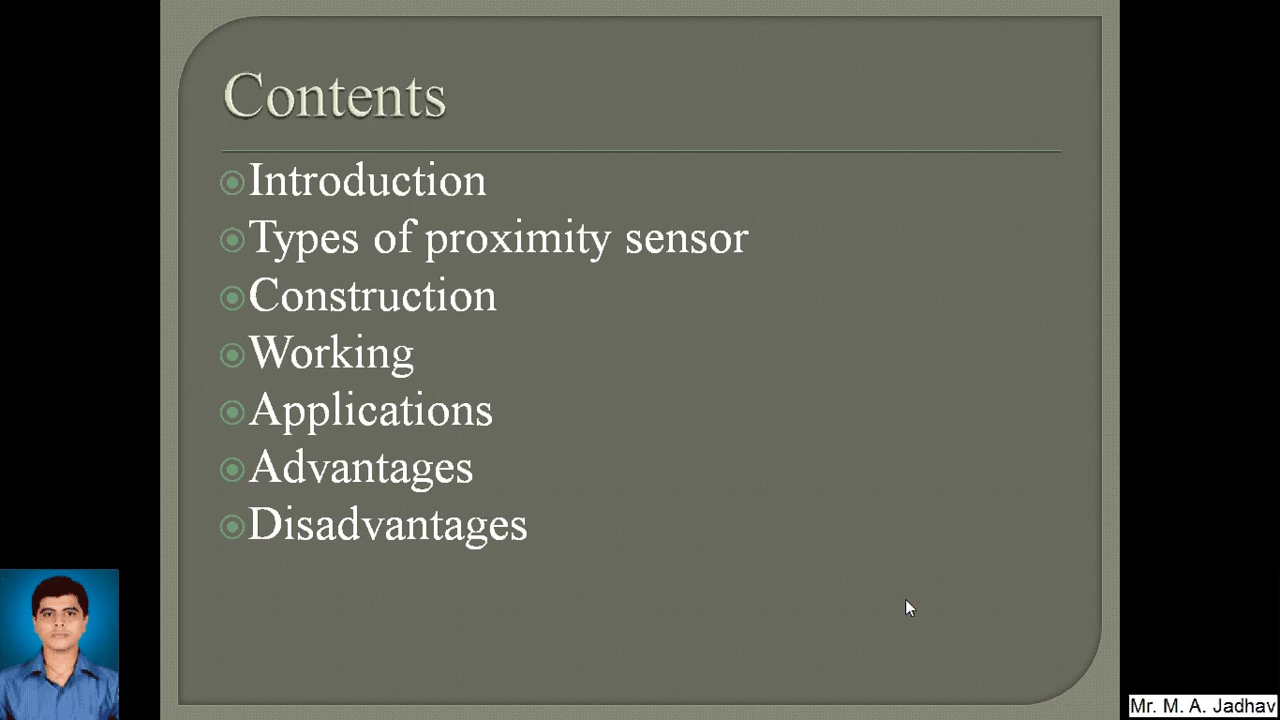 Contents
Introduction
Types of proximity sensor
Construction
Working
Applications
Advantages
Disadvantages
Mr. M. A. Jadhav